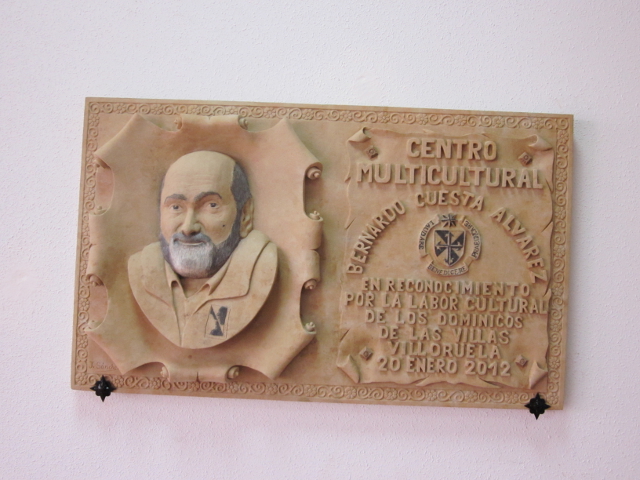 CENTRO
MULTICULTURAL
BERNARDO CUESTA ALVAREZ
EN RECONOCIMIENTO
POR LA LABOR CULTURAL
DE LOS DOMINICOS
DE LAS VILLAS
VILLORUELA
20 ENERO 2012